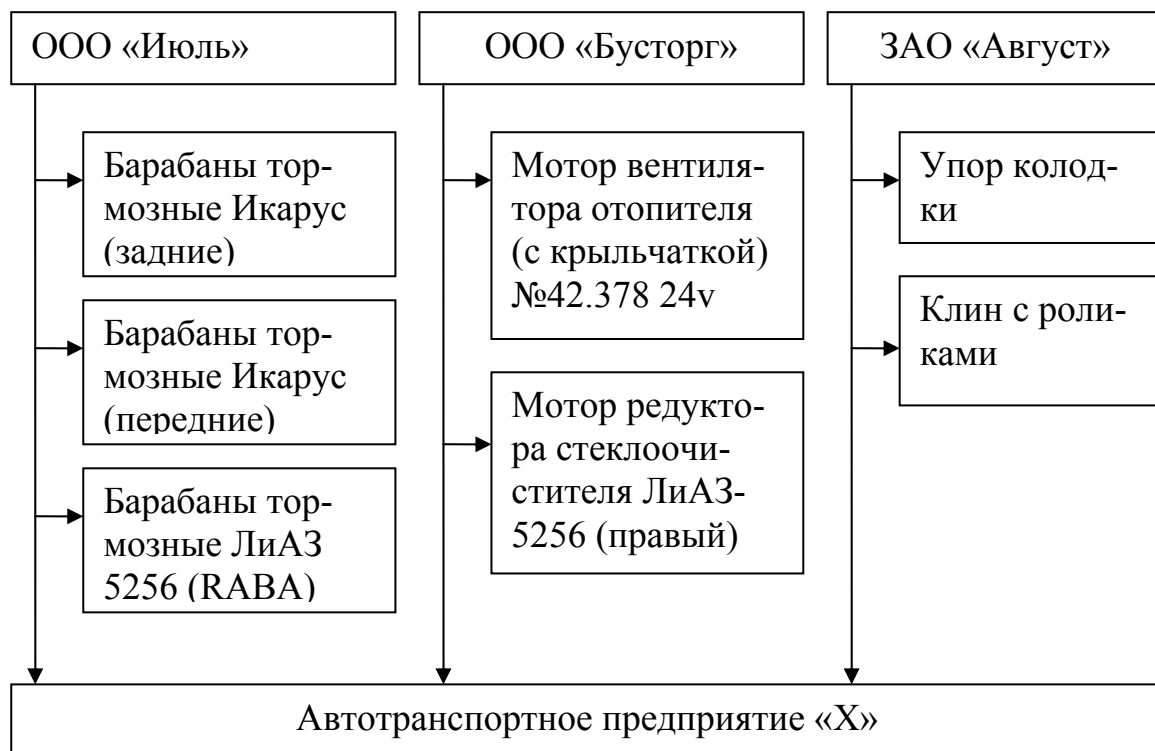 ООО «Июль»
Барабаны тор-
мозные Икарус
(задние)
Барабаны тор-
мозные Икарус
(передние)
Барабаны тор-
мозные ЛиАЗ
5256 (RABA)
ООО «Бусторг»
Мотор вентиля-
тора отопителя
(с крыльчаткой)
№42.378 24v
Мотор редукто-
ра стеклоочи-
стителя ЛиАЗ-
5256 (правый)
ЗАО «Август»
Упор колод-
ки
Клин с роли-
ками
Автотранспортное предприятие «Х»